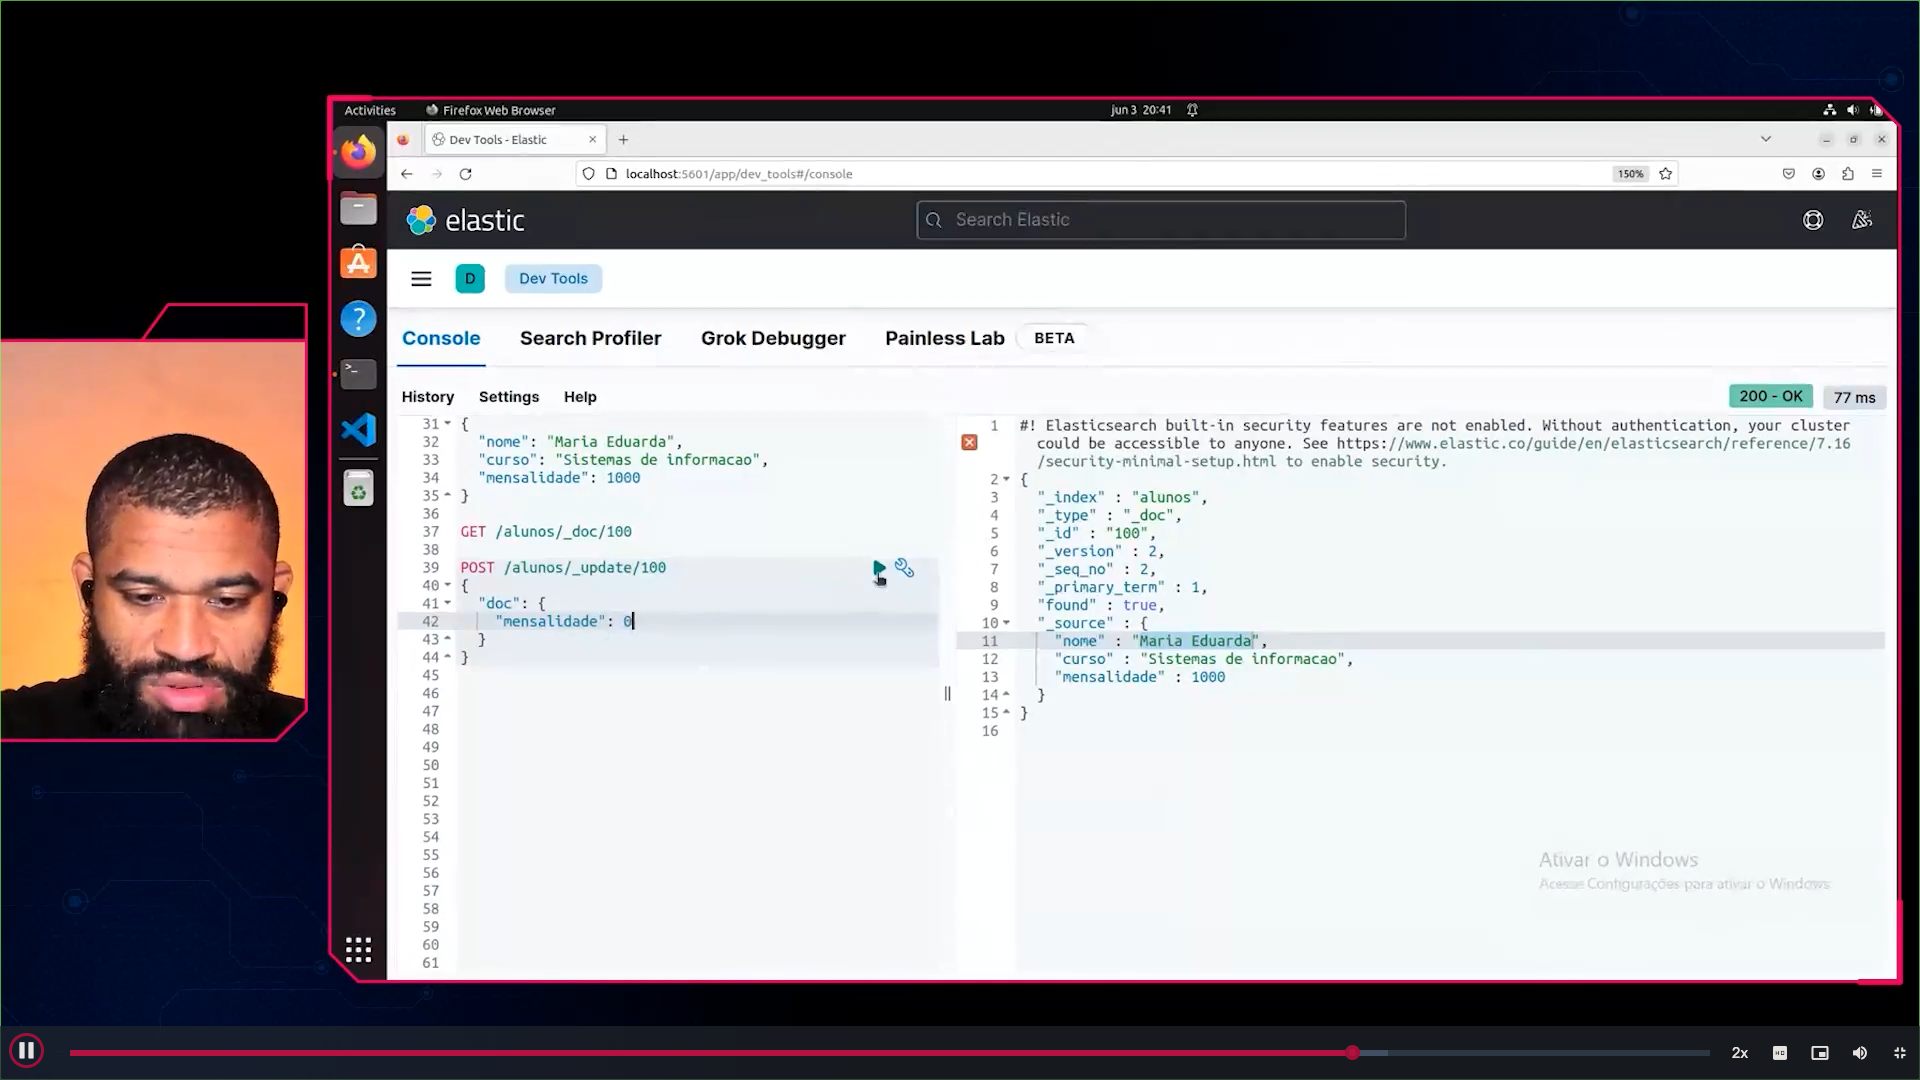 Activities
Firefox Web Browser
jun 3 20:41
Dev Tools - Elastic
localhost:5601/app/dev_tools#/console
150%
elastic
Search Elastic
D
Dev Tools
Console
Search Profiler
Grok Debugger
Painless Lab
BETA
History
Settings
Help
200 - OK
77 ms
31 {
32 "nome": "Maria Eduarda",
33 "curso": "Sistemas de informacao",
34 "mensalidade": 1000
35 }
36
37 GET /alunos/_doc/100
38
39 POST /alunos/_update/100
40 {
41 "doc": {
42 "mensalidade": 0
43 }
44 }
45
46
47
48
49
50
51
52
53
54
55
56
57
58
59
60
61
1 #! Elasticsearch built-in security features are not enabled. Without authentication, your cluster
could be accessible to anyone. See https://www.elastic.co/guide/en/elasticsearch/reference/7.16
/security-minimal-setup.html to enable security.
2 {
3 "_index" : "alunos",
4 "_type" : "_doc",
5 "_id" : "100",
6 "_version" : 2,
7 "_seq_no" : 2,
8 "_primary_term" : 1,
9 "found" : true,
10 "_source" : {
11 "nome" : "Maria Eduarda",
12 "curso" : "Sistemas de informacao",
13 "mensalidade" : 1000
14 }
15 }
16
Ativar o Windows
Acesse Configurações para ativar o Windows
2x
HD